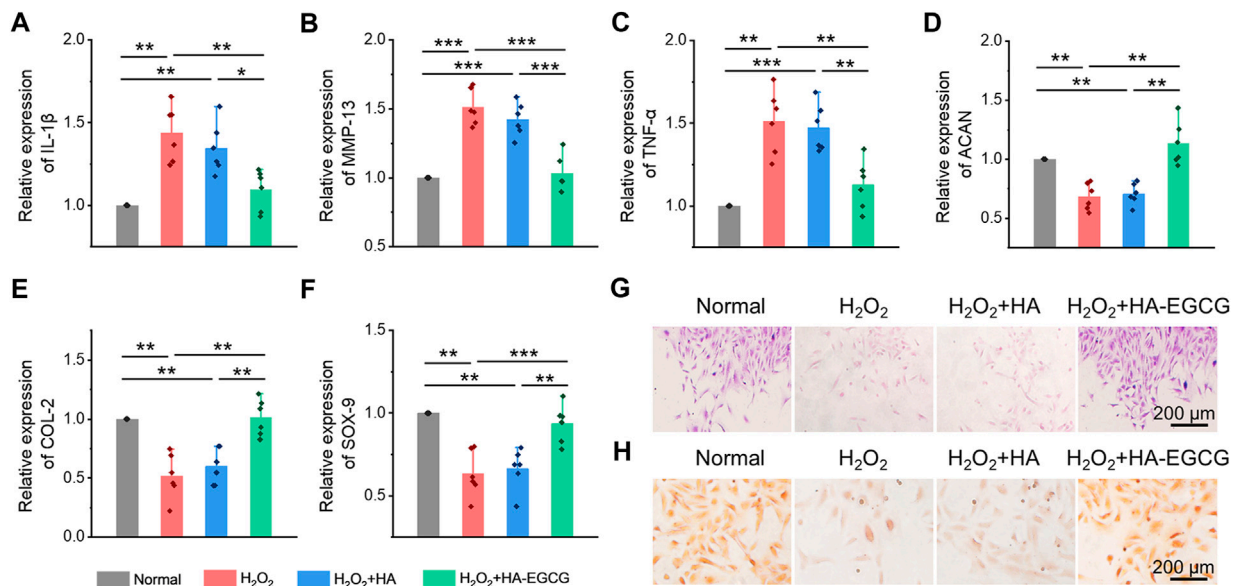 A
Relative expression
of IL-1β
2.0
1.5
1.0
**
**
**
*
B
Relative expression
of MMP-13
2.0
1.5
1.0
0.5
***
***
***
***
C
Relative expression
of TNF-α
2.0
1.5
1.0
**
**
***
**
D
Relative expression
of ACAN
2.0
1.5
1.0
0.5
**
**
**
**
E
Relative expression
of COL-2
1.5
1.0
0.5
0.0
**
**
**
**
F
Relative expression
of SOX-9
1.5
1.0
0.5
**
***
**
**
G
Normal H₂O₂ H₂O₂+HA H₂O₂+HA-EGCG
200 μm
H
Normal H₂O₂ H₂O₂+HA H₂O₂+HA-EGCG
200 μm
Normal H₂O₂ H₂O₂+HA H₂O₂+HA-EGCG